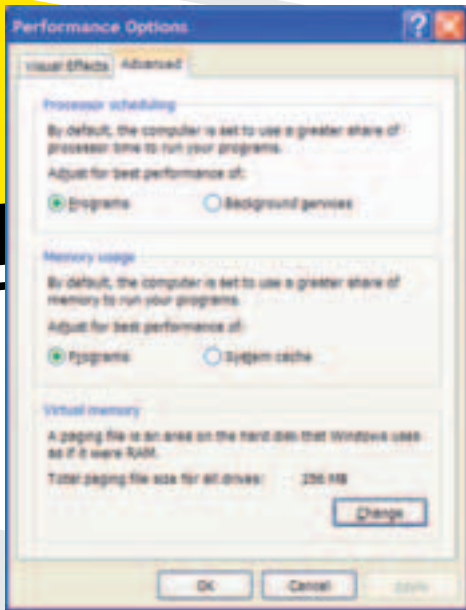 Performance Options
?
Visual Effects
Advanced
Processor scheduling
By default, the computer is set to use a greater share of
processor time to run your programs.
Adjust for best performance of:
Programs
Background services
Memory usage
By default, the computer is set to use a greater share of
memory to run your programs.
Adjust for best performance of:
Programs
System cache
Virtual memory
A paging file is an area on the hard disk that Windows uses
as if it were RAM.
Total paging file size for all drives: 256 MB
Change
OK
Cancel
Apply